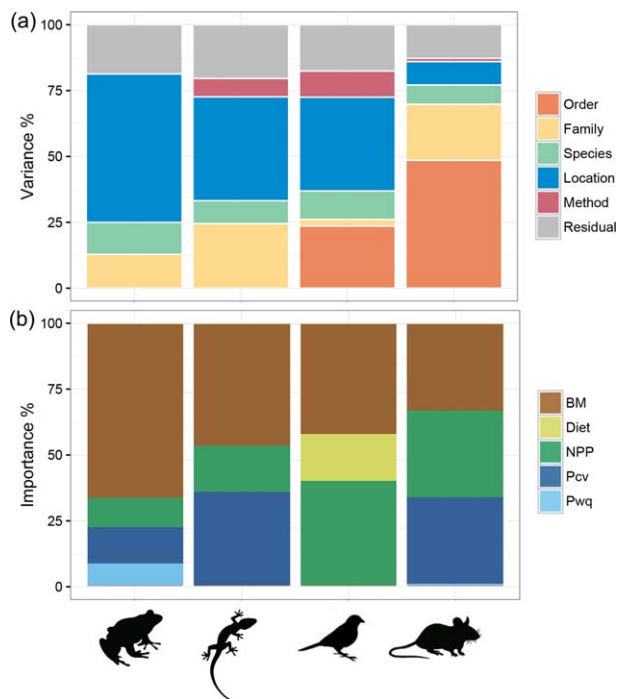 (a)
100
75
50
25
0
Variance %
Order
Family
Species
Location
Method
Residual
(b)
100
75
50
25
0
Importance %
BM
Diet
NPP
Pcv
Pwq